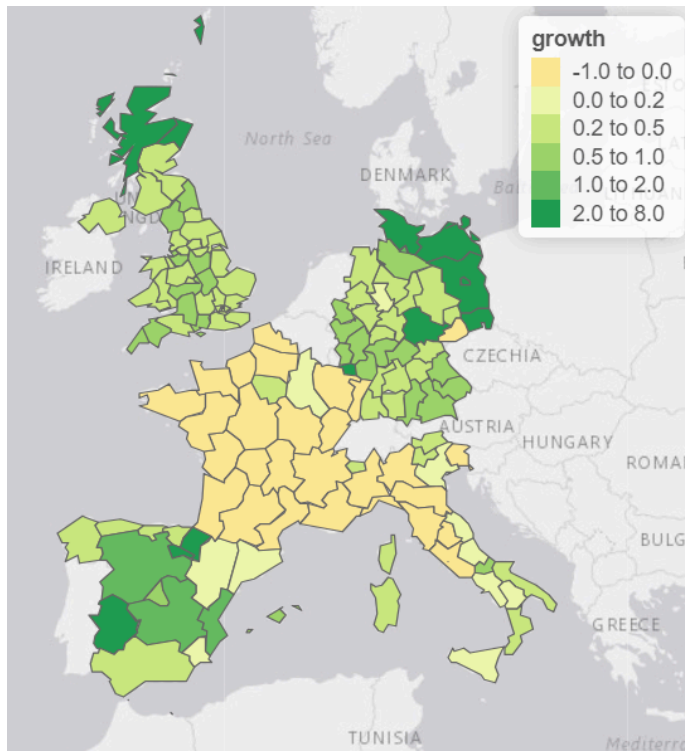 growth
-1.0 to 0.0
0.0 to 0.2
0.2 to 0.5
0.5 to 1.0
1.0 to 2.0
2.0 to 8.0
North Sea
DENMARK
IRELAND
CZECHIA
AUSTRIA
HUNGARY
ROMA
BULG
GREECE
TUNISIA
Mediterr